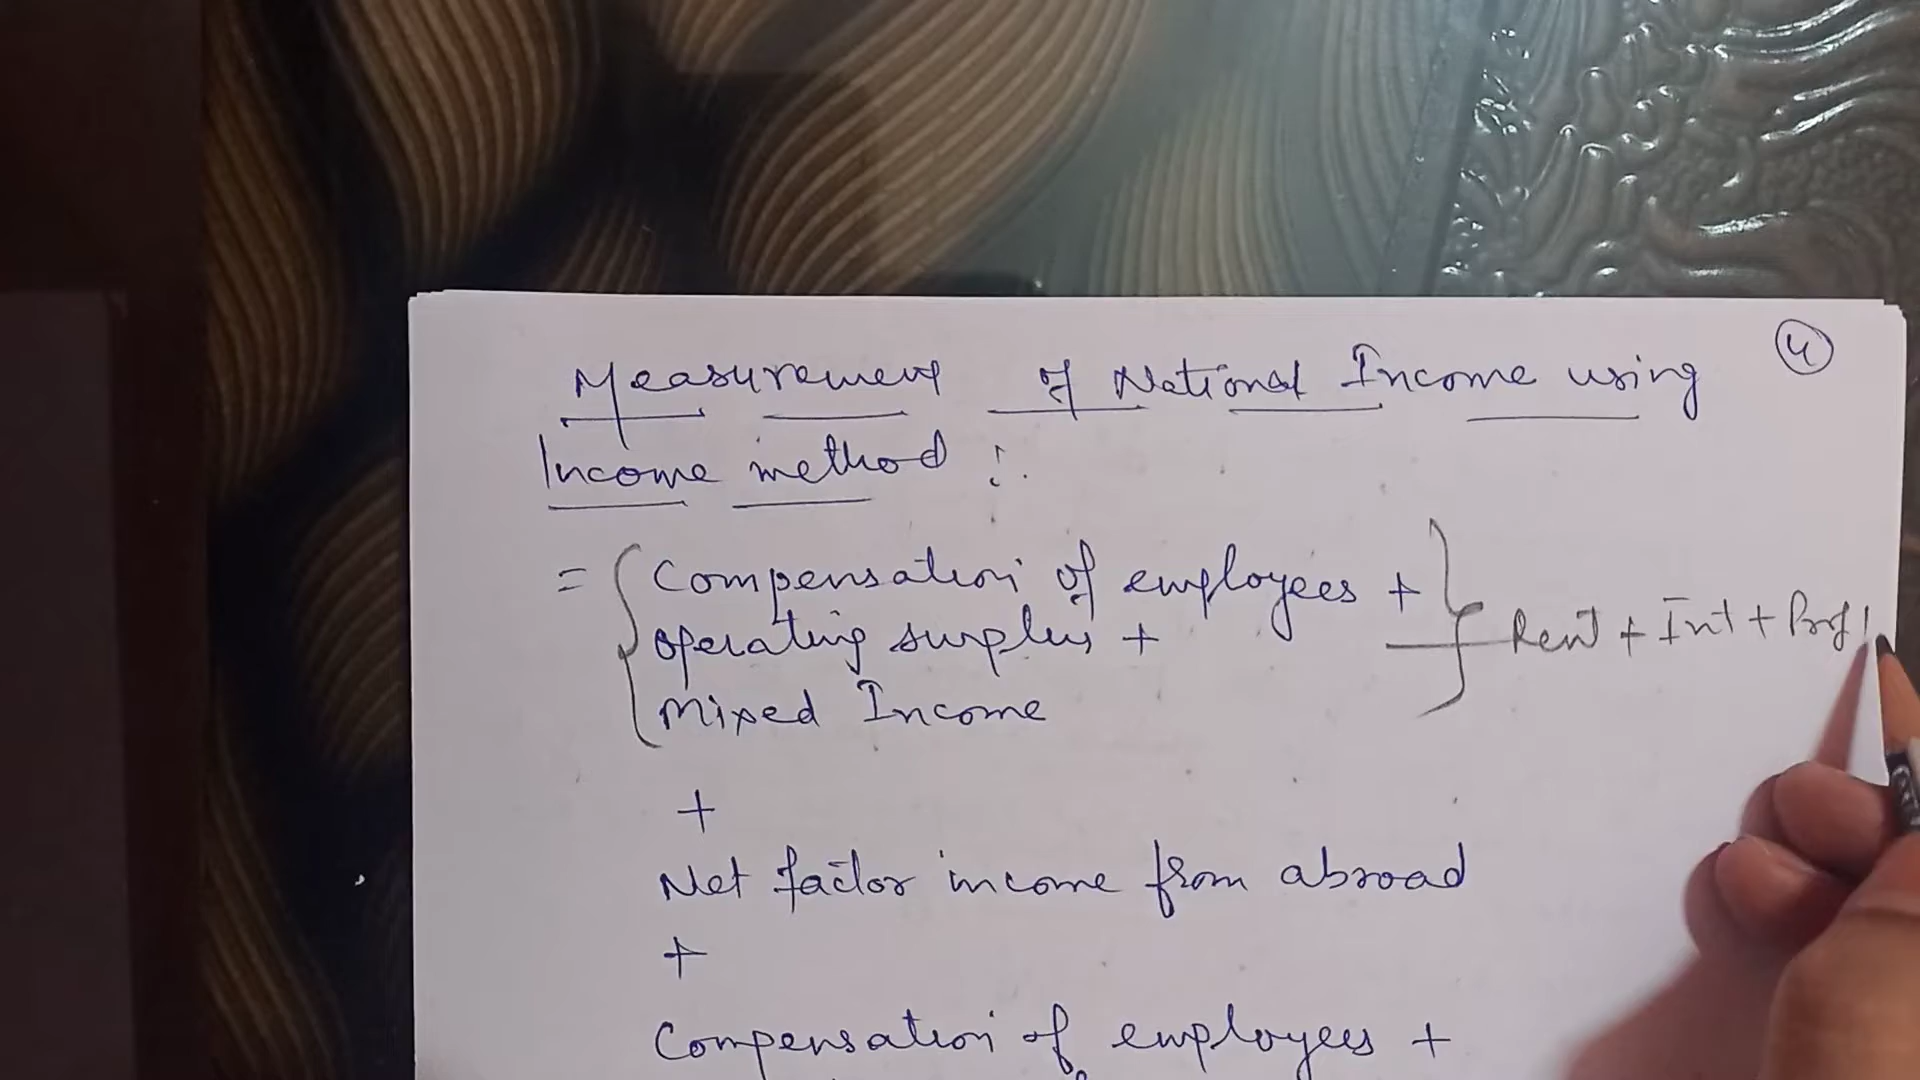 4
Measurement of National Income using
Income method :.
= { Compensation of employees +
operating surplus + } Rent + Int + Prof
Mixed Income
+
Net factor income from abroad
+
Compensation of employees +